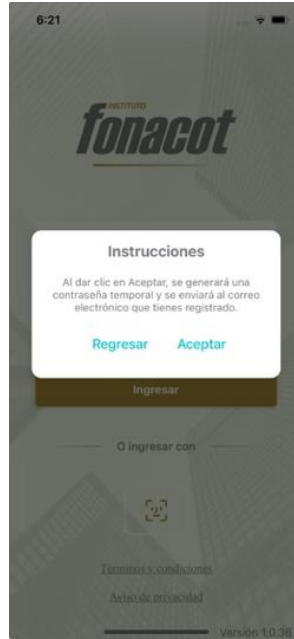 6:21
INSTITUTO
fonacot
Instrucciones
Al dar clic en Aceptar, se generará una
contraseña temporal y se enviará al correo
electrónico que tienes registrado.
Regresar Aceptar
Ingresar
O ingresar con
Términos y condiciones
Aviso de privacidad
Versión 1.0.36